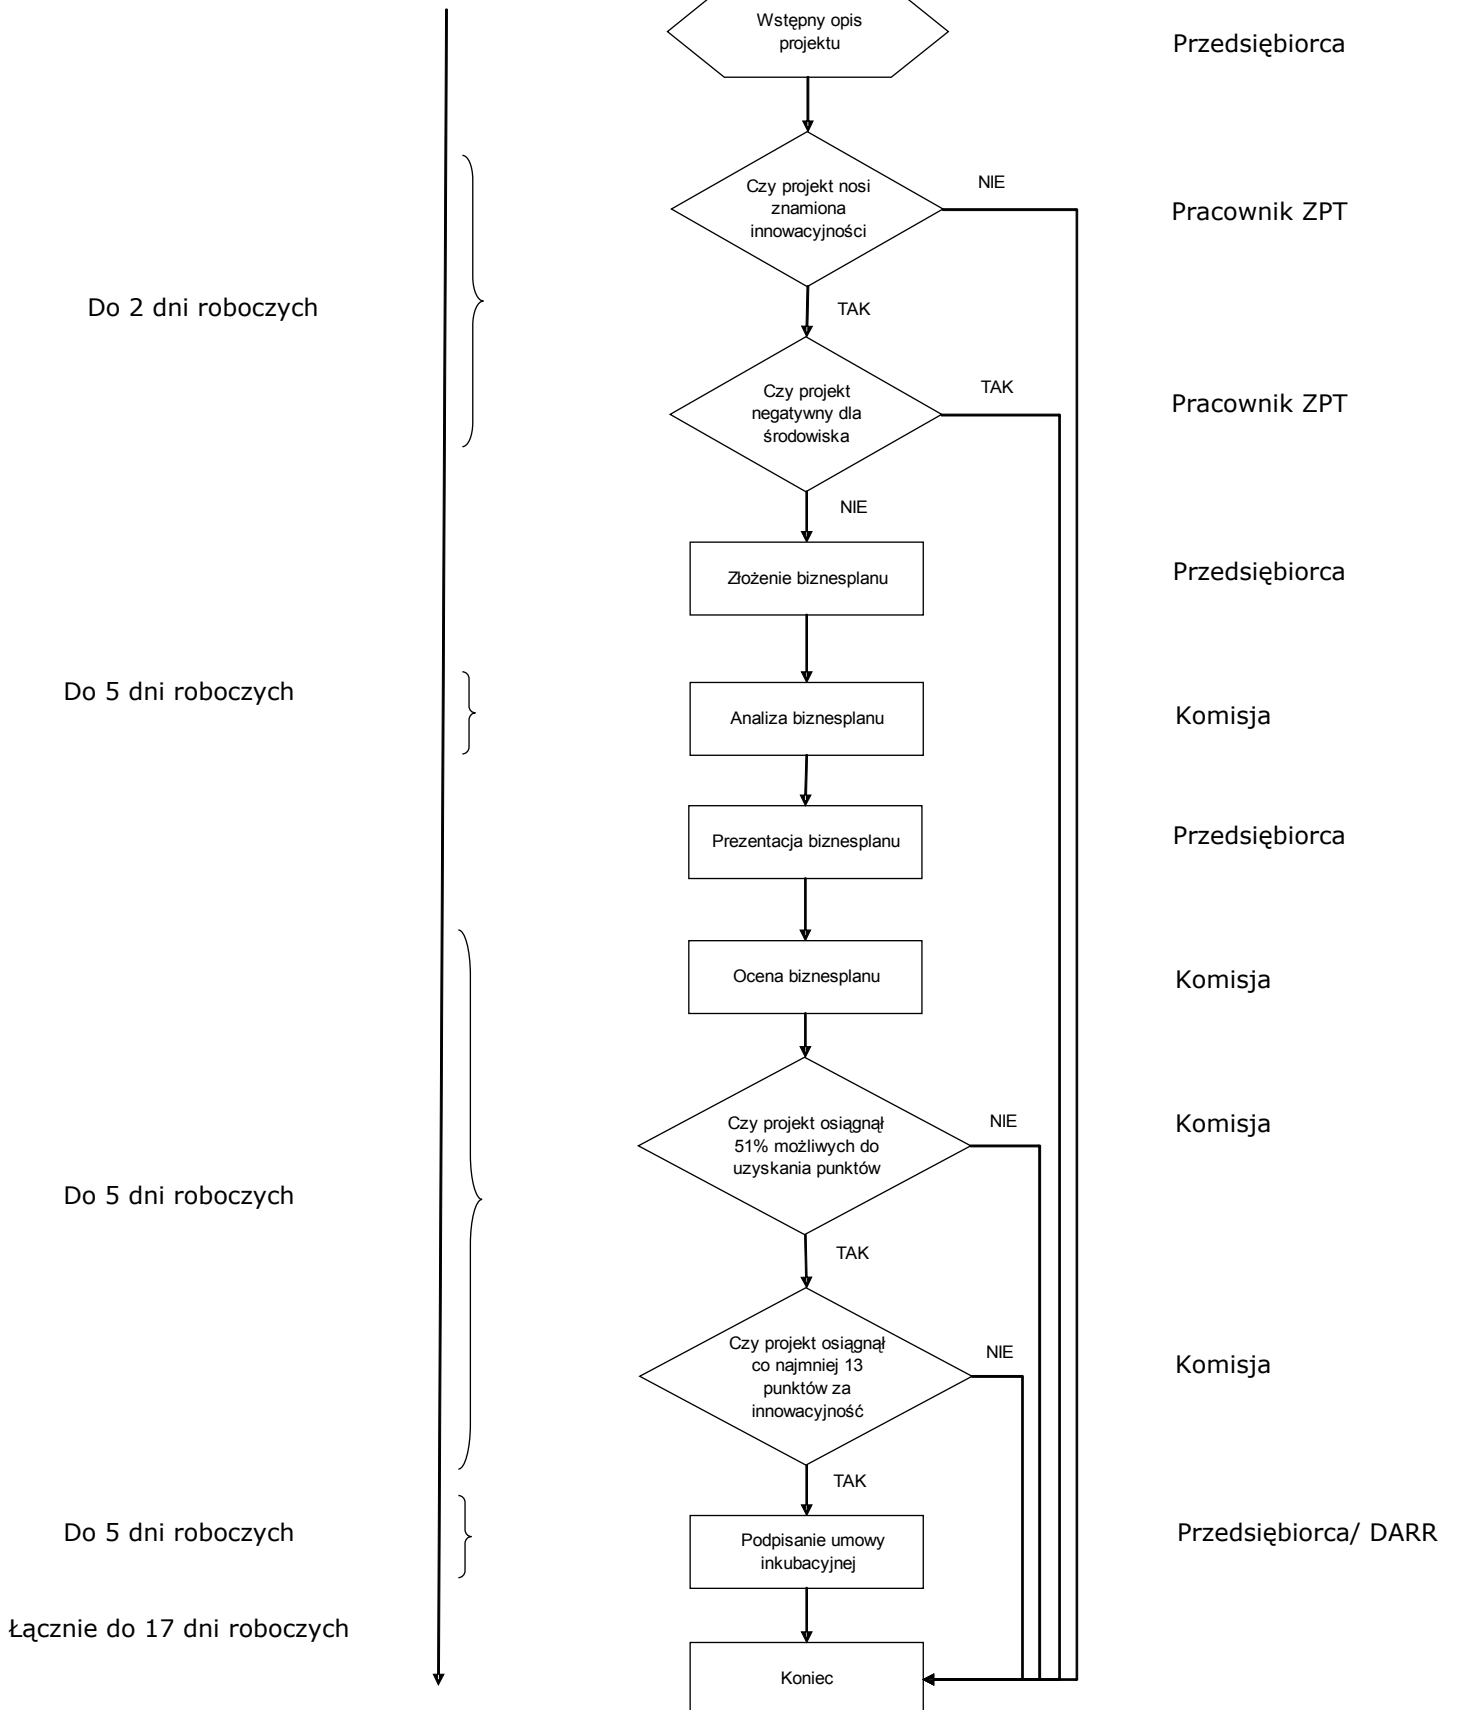 Wstępny opis
projektu
Przedsiębiorca
Czy projekt nosi
znamiona
innowacyjności
NIE
Pracownik ZPT
Do 2 dni roboczych
TAK
Czy projekt
negatywny dla
środowiska
TAK
Pracownik ZPT
NIE
Złożenie biznesplanu
Przedsiębiorca
Do 5 dni roboczych
Analiza biznesplanu
Komisja
Prezentacja biznesplanu
Przedsiębiorca
Ocena biznesplanu
Komisja
Czy projekt osiągnął
51% możliwych do
uzyskania punktów
NIE
Komisja
Do 5 dni roboczych
TAK
Czy projekt osiągnął
co najmniej 13
punktów za
innowacyjność
NIE
Komisja
TAK
Do 5 dni roboczych
Podpisanie umowy
inkubacyjnej
Przedsiębiorca/ DARR
Łącznie do 17 dni roboczych
Koniec